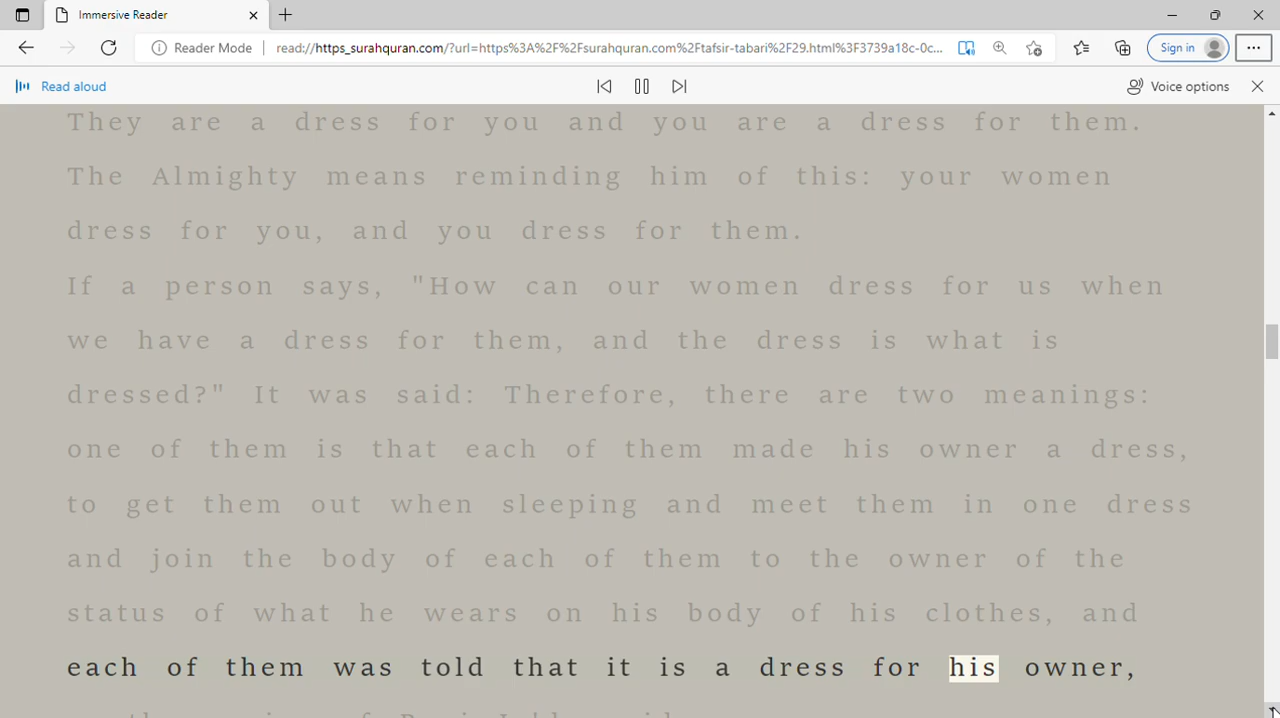 Immersive Reader
Reader Mode
read://https_surahquran.com/?url=https%3A%2F%2Fsurahquran.com%2Ftafsir-tabari%2F29.html%3F3739a18c-0c...
Sign in
Read aloud
Voice options
They are a dress for you and you are a dress for them.
The Almighty means reminding him of this: your women
dress for you, and you dress for them.
If a person says, "How can our women dress for us when
we have a dress for them, and the dress is what is
dressed?" It was said: Therefore, there are two meanings:
one of them is that each of them made his owner a dress,
to get them out when sleeping and meet them in one dress
and join the body of each of them to the owner of the
status of what he wears on his body of his clothes, and
each of them was told that it is a dress for his owner,